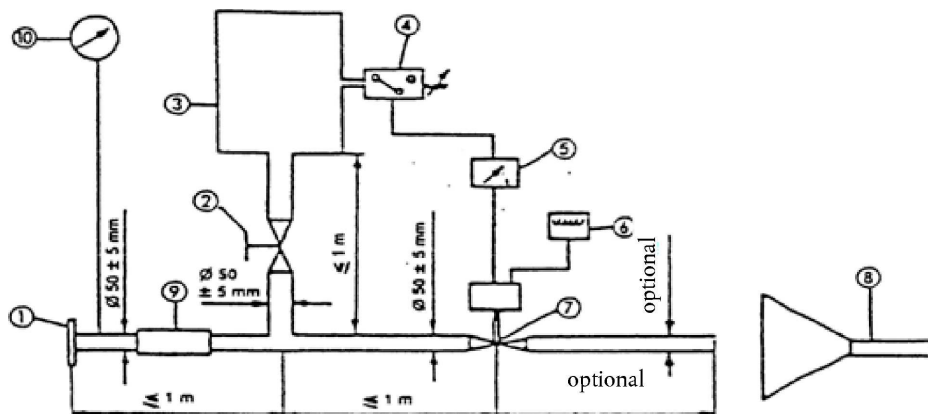 10
4
3
5
2
6
≤ 1 m
optional
Ø 50 ± 5 mm
Ø 50
± 5 mm
Ø 50 ± 5 mm
9
7
8
1
optional
≤ 1 m
≤ 1 m